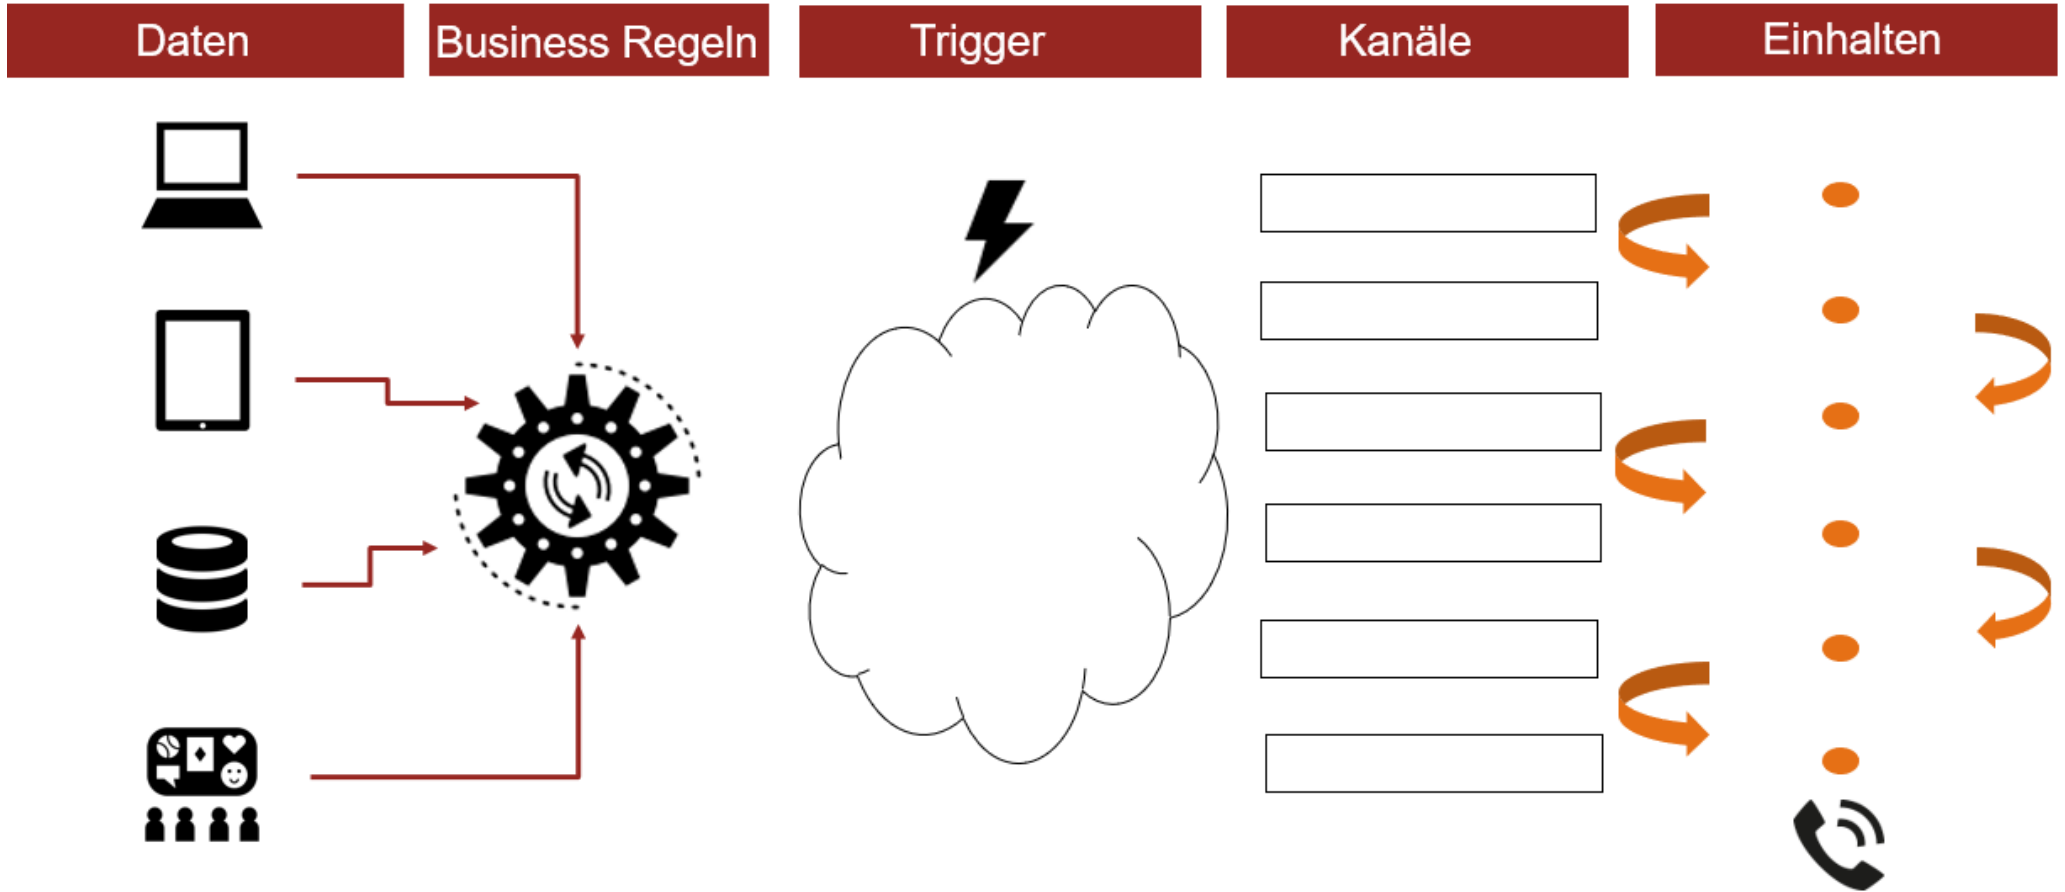 Daten
Business Regeln
Trigger
Kanäle
Einhalten